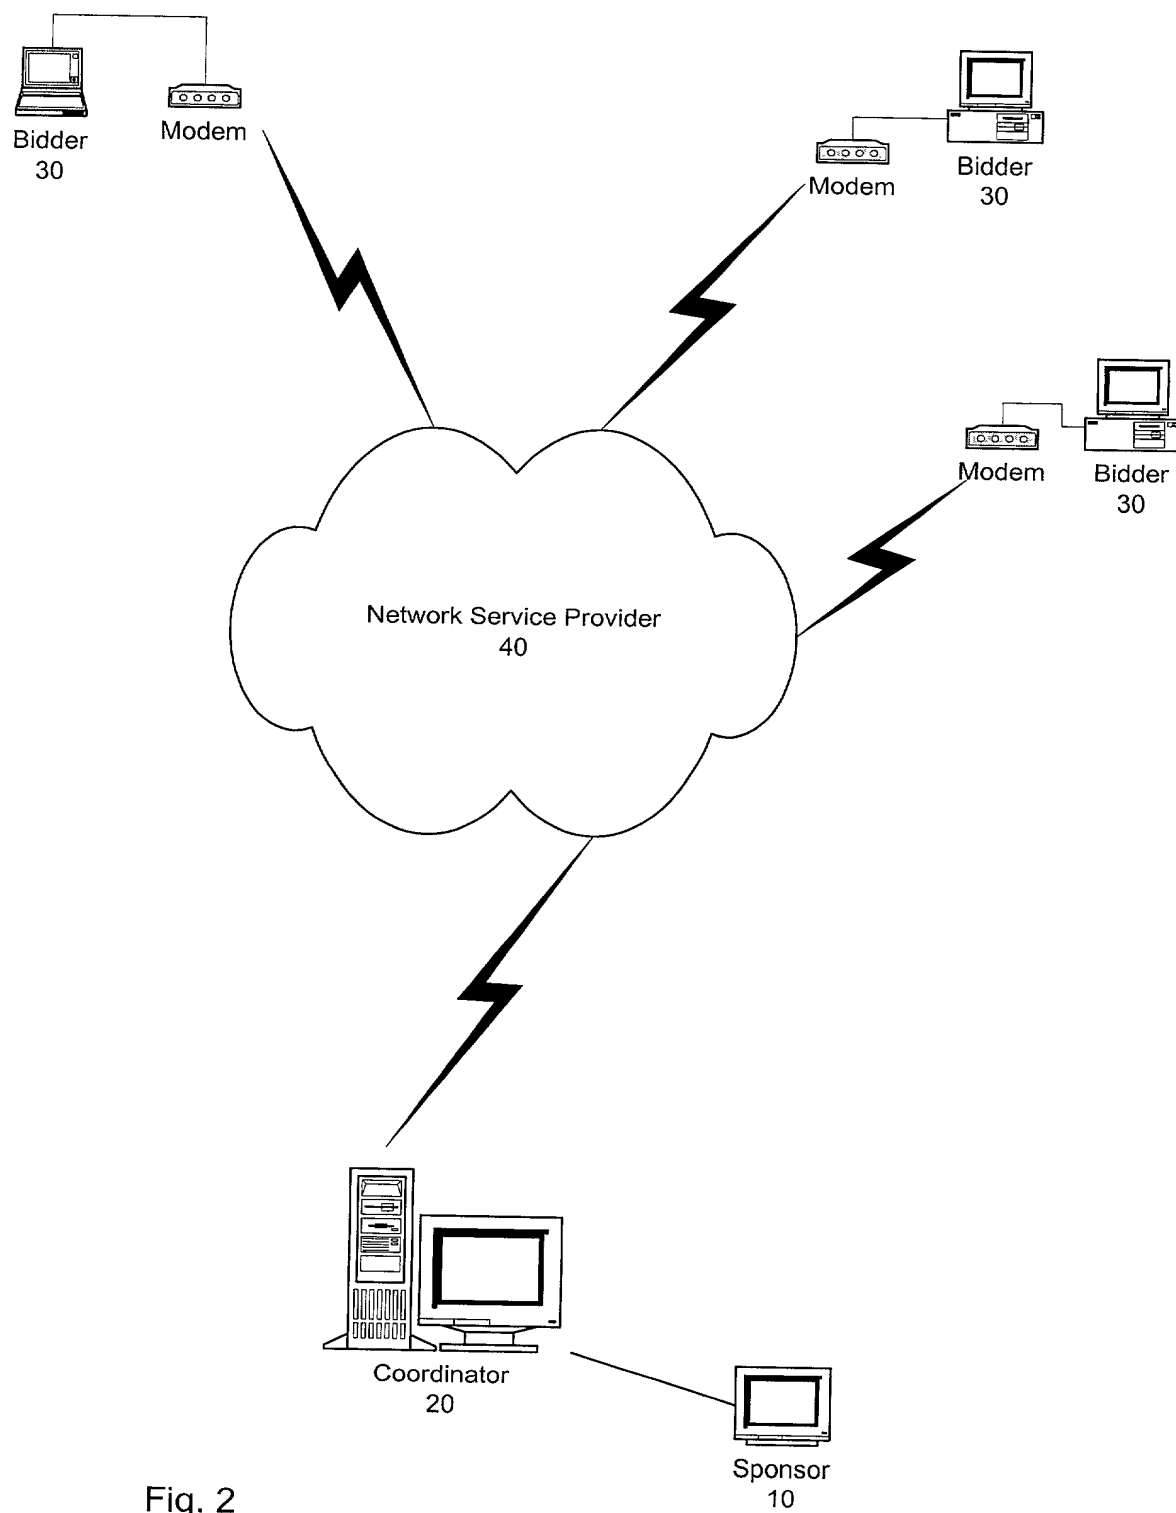 Bidder
30
Modem
Modem
Bidder
30
Modem
Bidder
30
Network Service Provider
40
Coordinator
20
Sponsor
10
Fig. 2